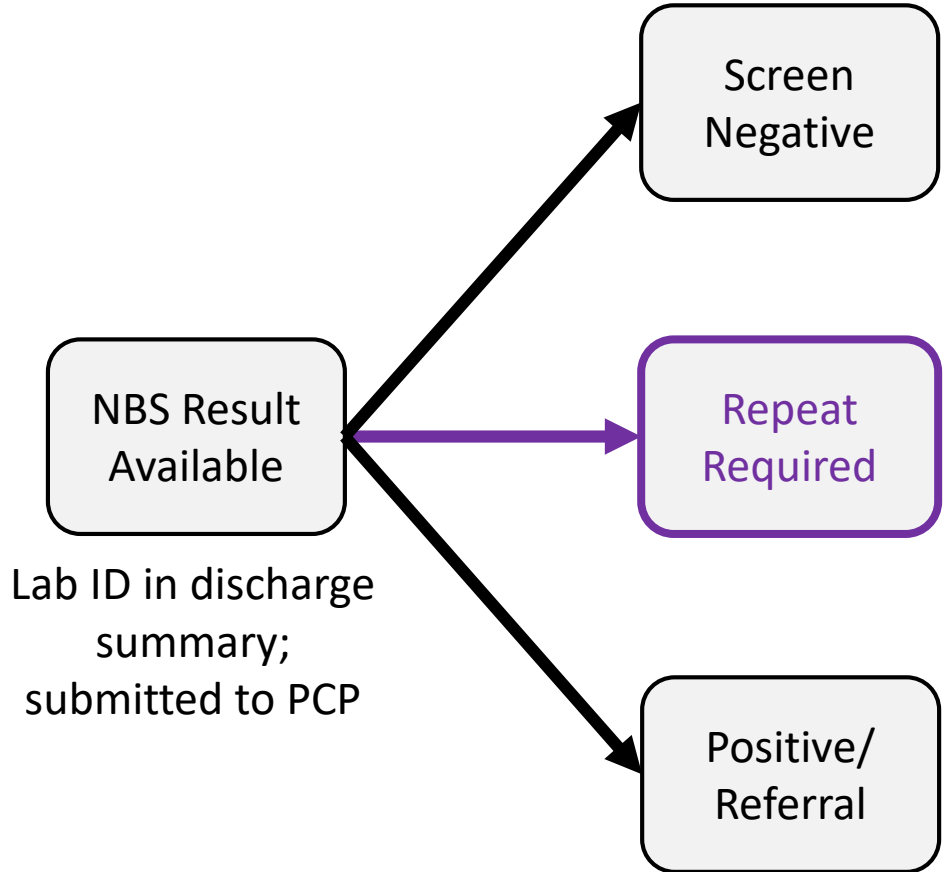 Screen
Negative
NBS Result
Available
Repeat
Required
Lab ID in discharge
summary;
submitted to PCP
Positive/
Referral